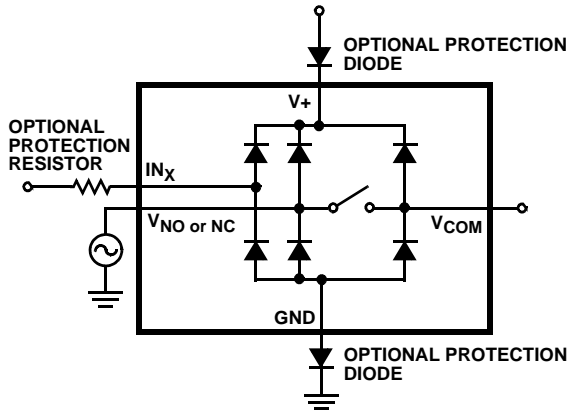 OPTIONAL PROTECTION
DIODE
V+
OPTIONAL
PROTECTION
RESISTOR
INX
VNO or NC
VCOM
GND
OPTIONAL PROTECTION
DIODE